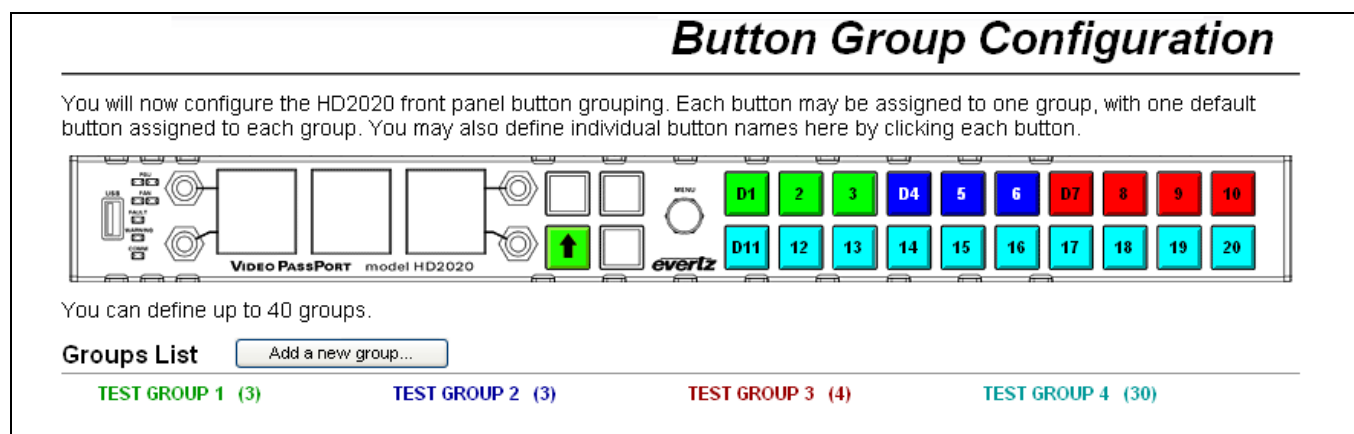 Button Group Configuration
You will now configure the HD2020 front panel button grouping. Each button may be assigned to one group, with one default
button assigned to each group. You may also define individual button names here by clicking each button.
PSU
USB FAN
FAULT
WARNING
COMM
VIDEO PASSPORT model HD2020
MENU
evertz
D1 2 3 D4 5 6 D7 8 9 10
D11 12 13 14 15 16 17 18 19 20
You can define up to 40 groups.
Groups List Add a new group...
TEST GROUP 1 (3) TEST GROUP 2 (3) TEST GROUP 3 (4) TEST GROUP 4 (30)